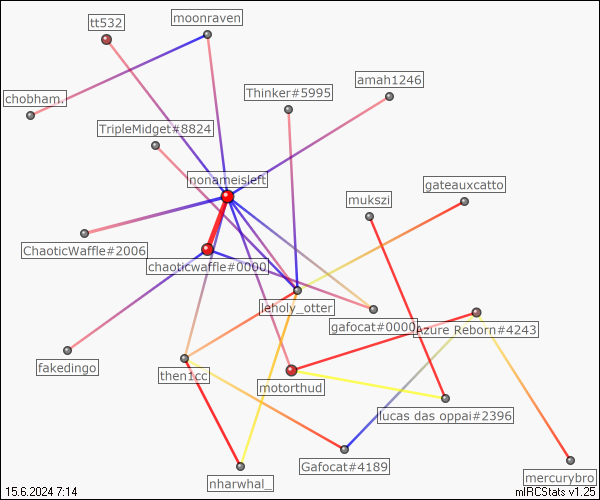 tt532
moonraven
amah1246
Thinker#5995
chobham.
TripleMidget#8824
nonameisleft
gateauxcatto
mukszi
ChaoticWaffle#2006
chaoticwaffle#0000
leholy_otter
gafocat#0000
Azure Reborn#4243
fakedingo
then1cc
motorthud
lucas das oppai#2396
Gafocat#4189
nharwhal_
mercurybro
15.6.2024 7:14
mIRCStats v1.25